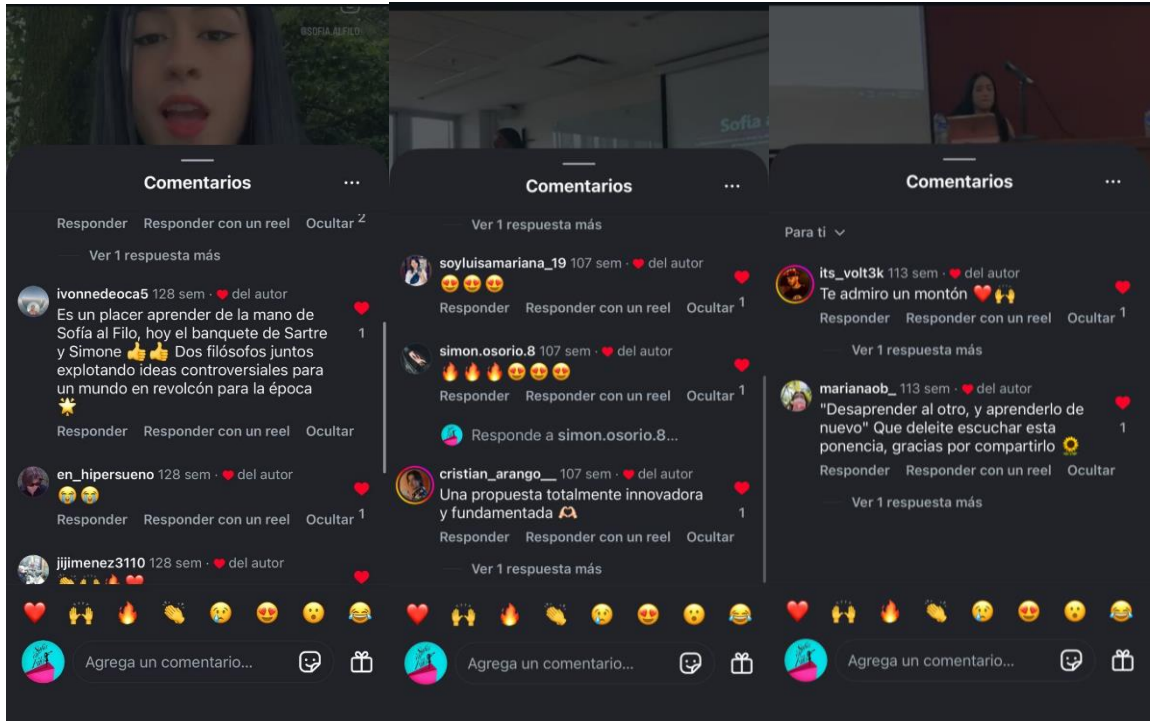 @SOFIA.ALFILO
Comentarios
...
Responder Responder con un reel Ocultar 2
Ver 1 respuesta más
ivonnedeoca5 128 sem · ❤️ del autor
Es un placer aprender de la mano de
Sofía al Filo, hoy el banquete de Sartre
y Simone 👍👍 Dos filósofos juntos
explotando ideas controversiales para
un mundo en revolcón para la época
🌟
1
Responder Responder con un reel Ocultar
en_hipersueno 128 sem · ❤️ del autor
😭😭
Responder Responder con un reel Ocultar 1
jijimenez3110 128 sem · ❤️ del autor
❤️ 🙌 🔥 👏 😢 😍 😮 😂
Agrega un comentario...
Sofía
Comentarios
...
Ver 1 respuesta más
soyluisamariana_19 107 sem · ❤️ del autor
😍😍😍
Responder Responder con un reel Ocultar 1
simon.osorio.8 107 sem · ❤️ del autor
🔥🔥🔥😍😍😍
Responder Responder con un reel Ocultar 1
Responde a simon.osorio.8...
cristian_arango__ 107 sem · ❤️ del autor
Una propuesta totalmente innovadora
y fundamentada 🫶🏻
1
Responder Responder con un reel Ocultar
Ver 1 respuesta más
❤️ 🙌 🔥 👏 😢 😍 😮 😂
Agrega un comentario...
Comentarios
...
Para ti
its_volt3k 113 sem · ❤️ del autor
Te admiro un montón ❤️🙌
Responder Responder con un reel Ocultar 1
Ver 1 respuesta más
marianaob_ 113 sem · ❤️ del autor
"Desaprender al otro, y aprenderlo de
nuevo" Que deleite escuchar esta
ponencia, gracias por compartirlo 🌻
1
Responder Responder con un reel Ocultar
Ver 1 respuesta más
❤️ 🙌 🔥 👏 😢 😍 😮 😂
Agrega un comentario...